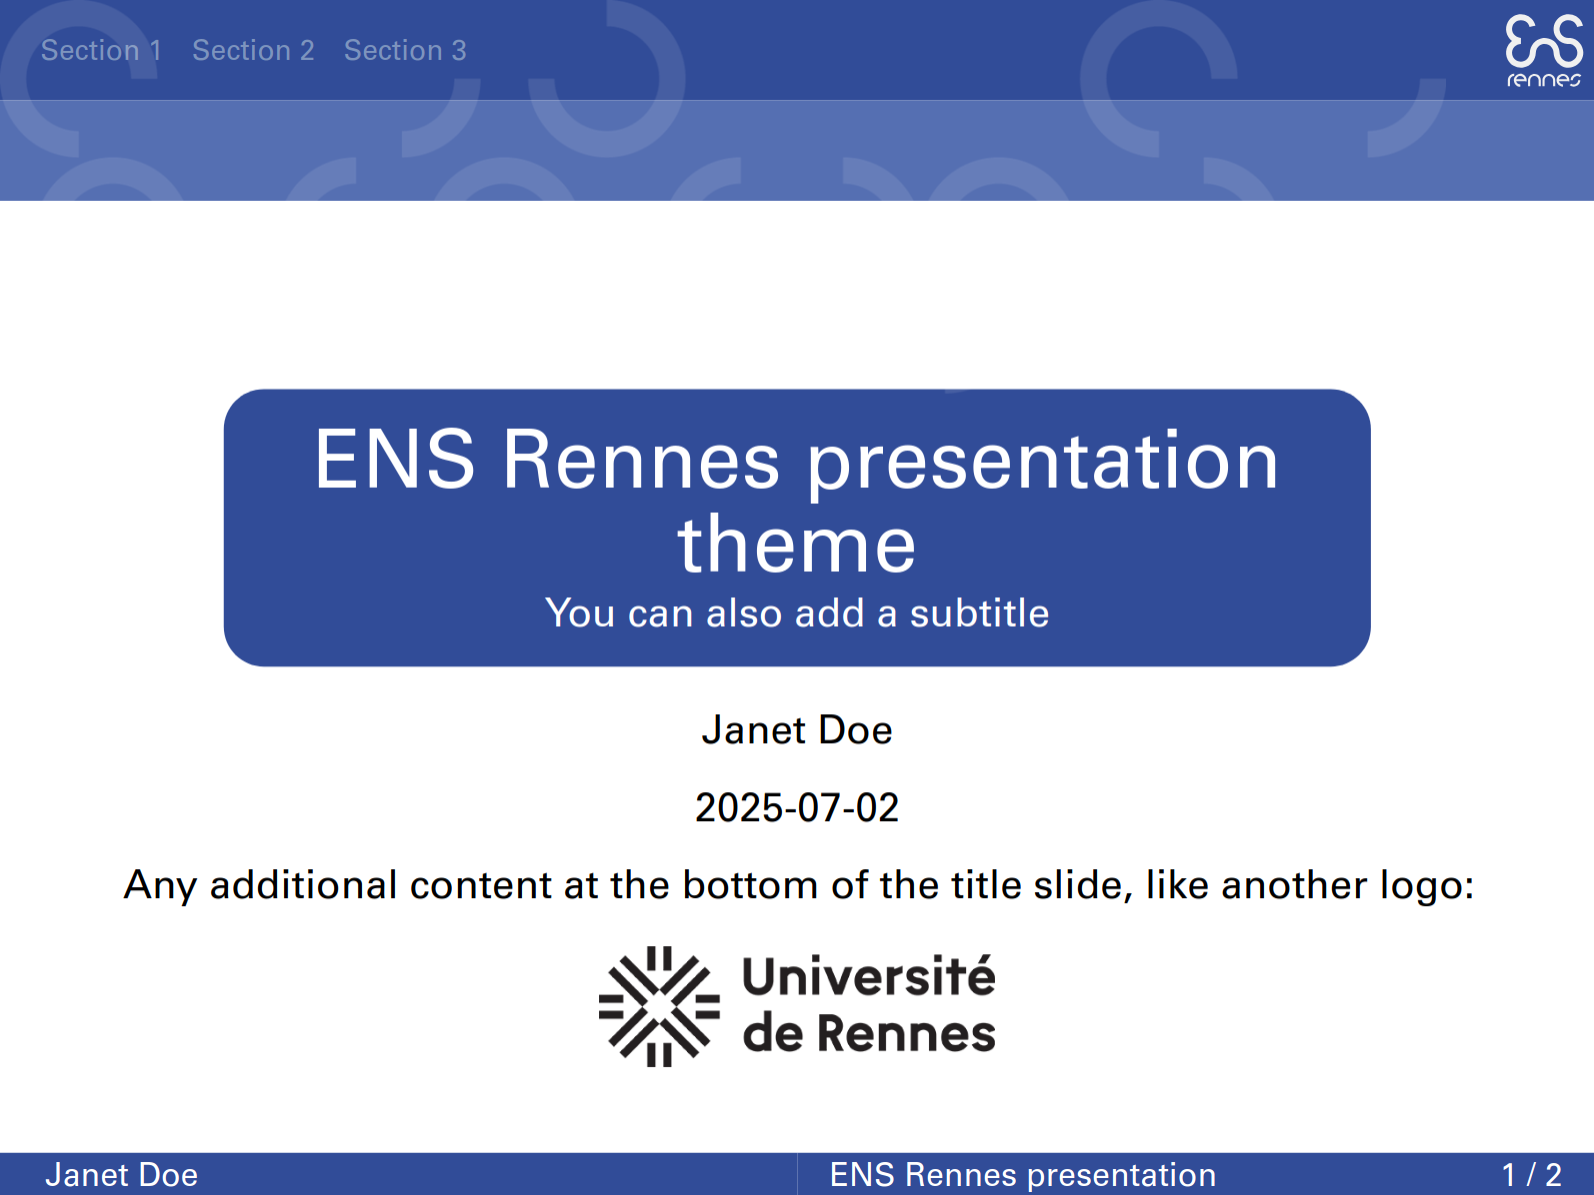 Section 1 Section 2 Section 3
EnS
rennes
ENS Rennes presentation
theme
You can also add a subtitle
Janet Doe
2025-07-02
Any additional content at the bottom of the title slide, like another logo:
Université
de Rennes
Janet Doe ENS Rennes presentation 1 / 2